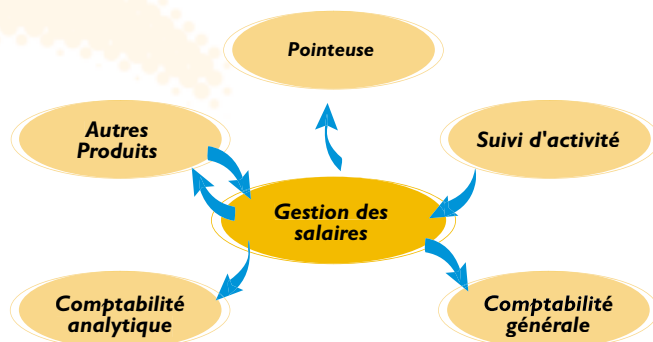 Pointeuse
Autres
Produits
Suivi d'activité
Gestion des
salaires
Comptabilité
analytique
Comptabilité
générale